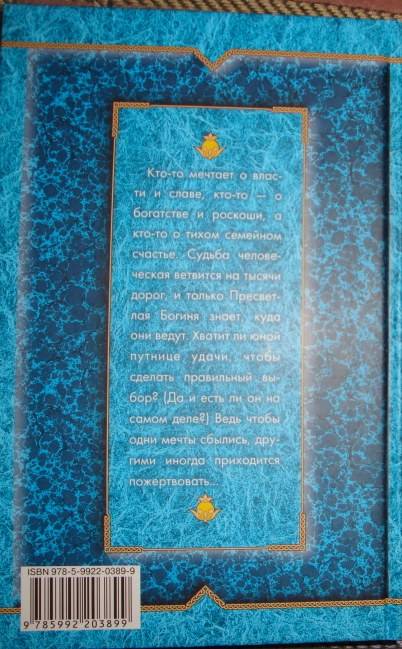 Кто-то мечтает о влас-
ти и славе, кто-то — о
богатстве и роскоши, а
кто-то о тихом семейном
счастье. Судьба челове-
ческая ветвится на тысячи
дорог, и только Пресвет-
лая Богиня знает, куда
они ведут. Хватит ли юной
путнице удачи, чтобы
сделать правильный вы-
бор? (Да и есть ли он на
самом деле?) Ведь чтобы
одни мечты сбылись, дру-
гими иногда приходится
пожертвовать...
ISBN 978-5-9922-0389-9
9 785992 203899